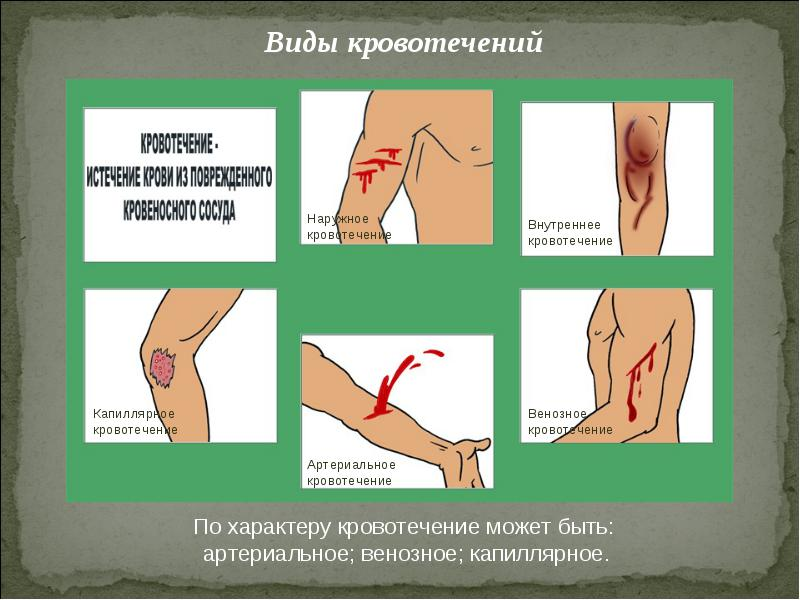 Виды кровотечений
КРОВОТЕЧЕНИЕ -
ИСТЕЧЕНИЕ КРОВИ ИЗ ПОВРЕЖДЕННОГО
КРОВЕНОСНОГО СОСУДА
Наружное
кровотечение
Внутреннее
кровотечение
Капиллярное
кровотечение
Артериальное
кровотечение
Венозное
кровотечение
По характеру кровотечение может быть:
артериальное; венозное; капиллярное.